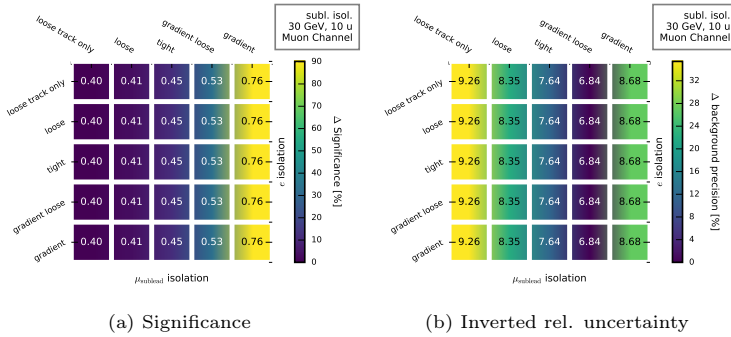 subl. isol.
30 GeV, 10 u
Muon Channel
loose track only
loose
tight
gradient loose
gradient
loose track only 0.40 0.41 0.45 0.53 0.76
loose 0.40 0.41 0.45 0.53 0.76
tight 0.40 0.41 0.45 0.53 0.76
gradient loose 0.40 0.41 0.45 0.53 0.76
gradient 0.40 0.41 0.45 0.53 0.76
μsublead isolation
e isolation
90
80
70
60
50
40
30
20
10
0
Δ Significance [%]
(a) Significance
subl. isol.
30 GeV, 10 u
Muon Channel
loose track only
loose
tight
gradient loose
gradient
loose track only 9.26 8.35 7.64 6.84 8.68
loose 9.26 8.35 7.64 6.84 8.68
tight 9.26 8.35 7.64 6.84 8.68
gradient loose 9.26 8.35 7.64 6.84 8.68
gradient 9.26 8.35 7.64 6.84 8.68
μsublead isolation
e isolation
32
28
24
20
16
12
8
4
0
Δ background precision [%]
(b) Inverted rel. uncertainty